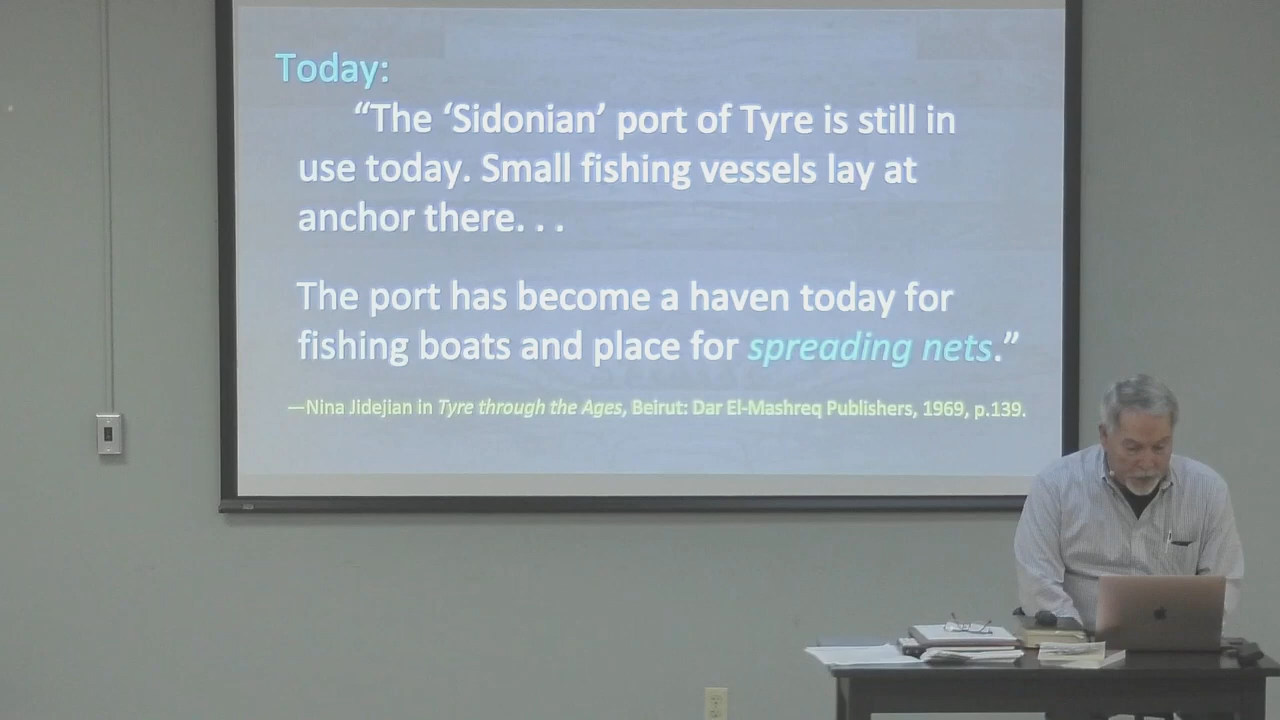 Today:
“The ‘Sidonian’ port of Tyre is still in
use today. Small fishing vessels lay at
anchor there. . .
The port has become a haven today for
fishing boats and place for spreading nets.”
—Nina Jidejian in Tyre through the Ages, Beirut: Dar El-Mashreq Publishers, 1969, p.139.